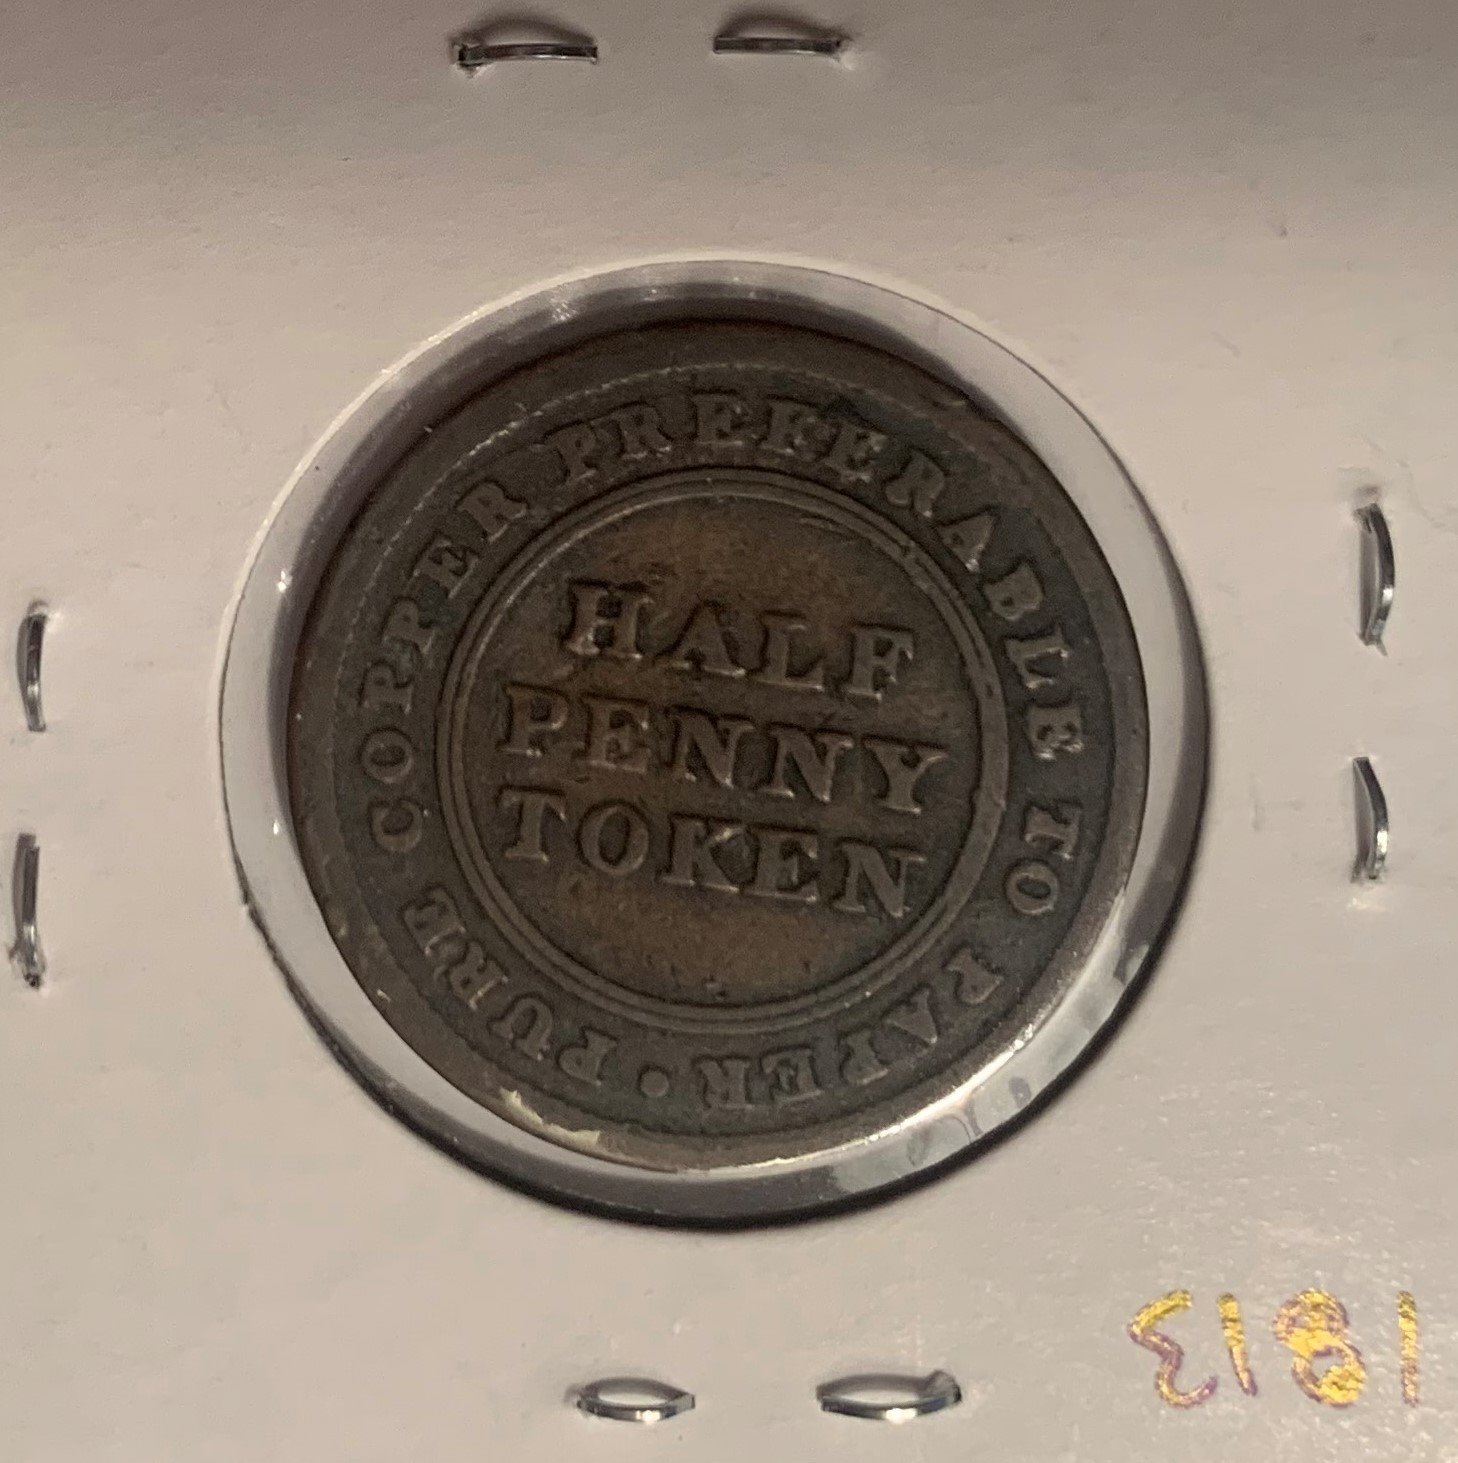 PURE COPPER PREFERABLE TO PAPER •
HALF
PENNY
TOKEN
1813